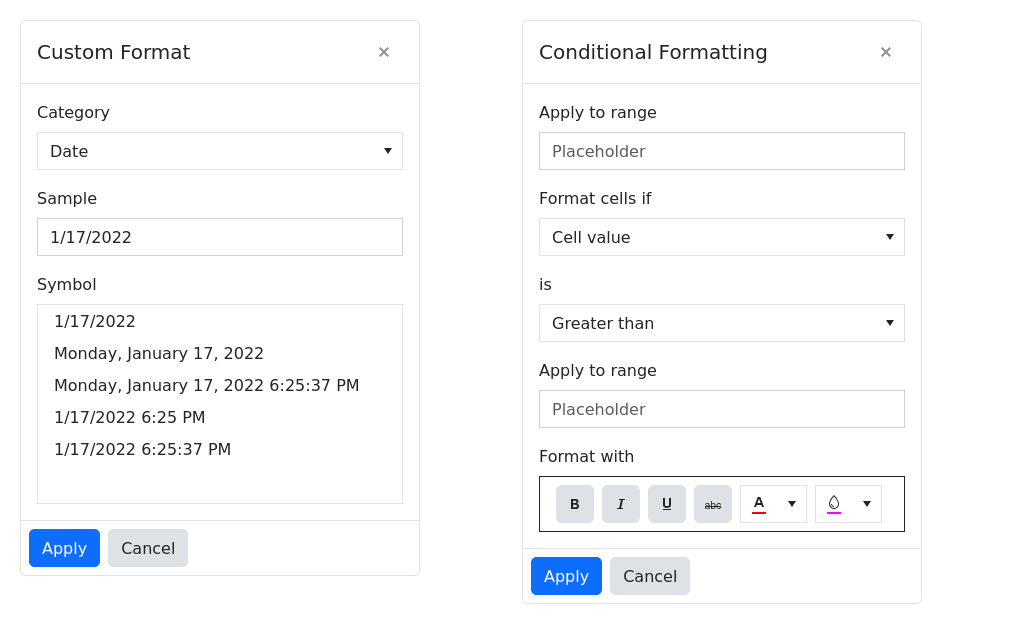 Custom Format
Category
Date
Sample
1/17/2022
Symbol
1/17/2022
Monday, January 17, 2022
Monday, January 17, 2022 6:25:37 PM
1/17/2022 6:25 PM
1/17/2022 6:25:37 PM
Apply Cancel
Conditional Formatting
Apply to range
Placeholder
Format cells if
Cell value
is
Greater than
Apply to range
Placeholder
Format with
B I U abc A
Apply Cancel